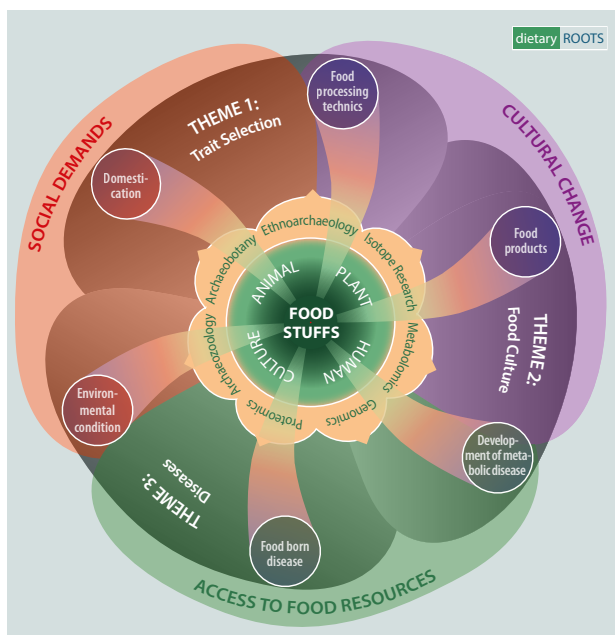 dietary ROOTS
SOCIAL DEMANDS
CULTURAL CHANGE
ACCESS TO FOOD RESOURCES
THEME 1:
Trait Selection
THEME 2:
Food Culture
THEME 3:
Diseases
Food
processing
technics
Domesti-
cation
Food
products
Environ-
mental
condition
Develop-
ment of meta-
bolic disease
Food born
disease
Ethnoarchaeology
Isotope Research
Metabolomics
Genomics
Proteomics
Archaeozoology
Archaeobotany
ANIMAL
PLANT
HUMAN
CULTURE
FOOD
STUFFS